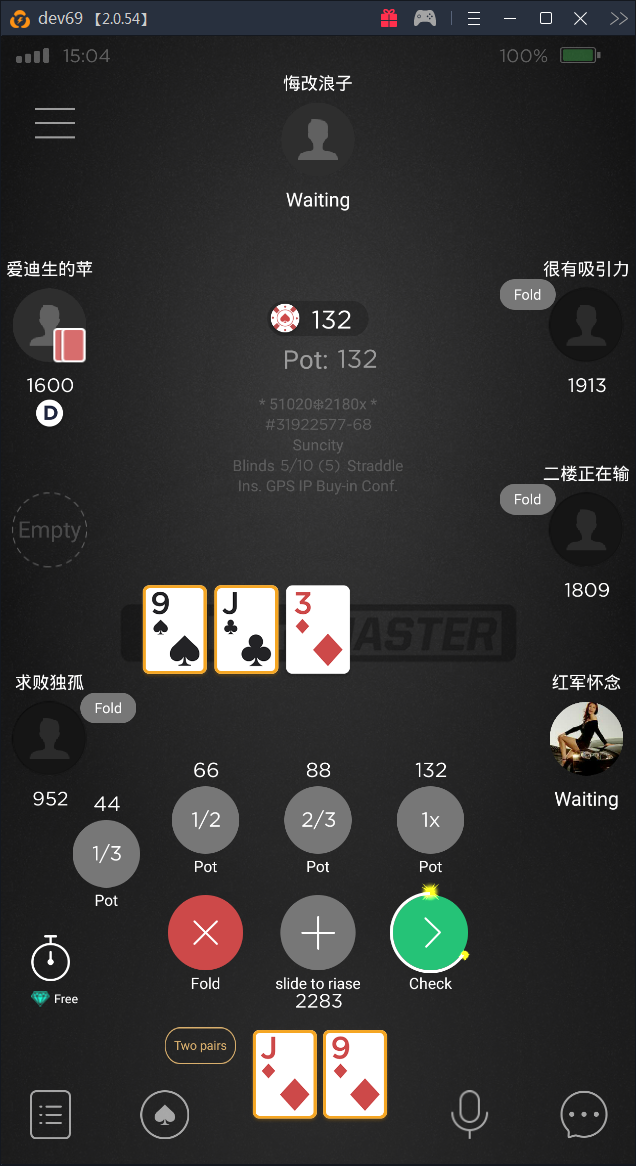 dev69 【2.0.54】
15:04
100%
悔改浪子
Waiting
爱迪生的苹
很有吸引力
Fold
132
Pot: 132
1600
1913
D
* 51020❉2180x *
#31922577-68
Suncity
Blinds 5/10 (5) Straddle
Ins. GPS IP Buy-in Conf.
二楼正在输
Fold
Empty
1809
9
J
3
ASTER
求败独孤
红军怀念
Fold
952
Waiting
44
66
88
132
1/3
1/2
2/3
1x
Pot
Pot
Pot
Pot
Free
Fold
slide to riase
Check
2283
Two pairs
J
9